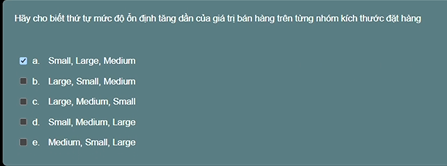 Hãy cho biết thứ tự mức độ ổn định tăng dần của giá trị bán hàng trên từng nhóm kích thước đặt hàng
a. Small, Large, Medium
b. Large, Small, Medium
c. Large, Medium, Small
d. Small, Medium, Large
e. Medium, Small, Large